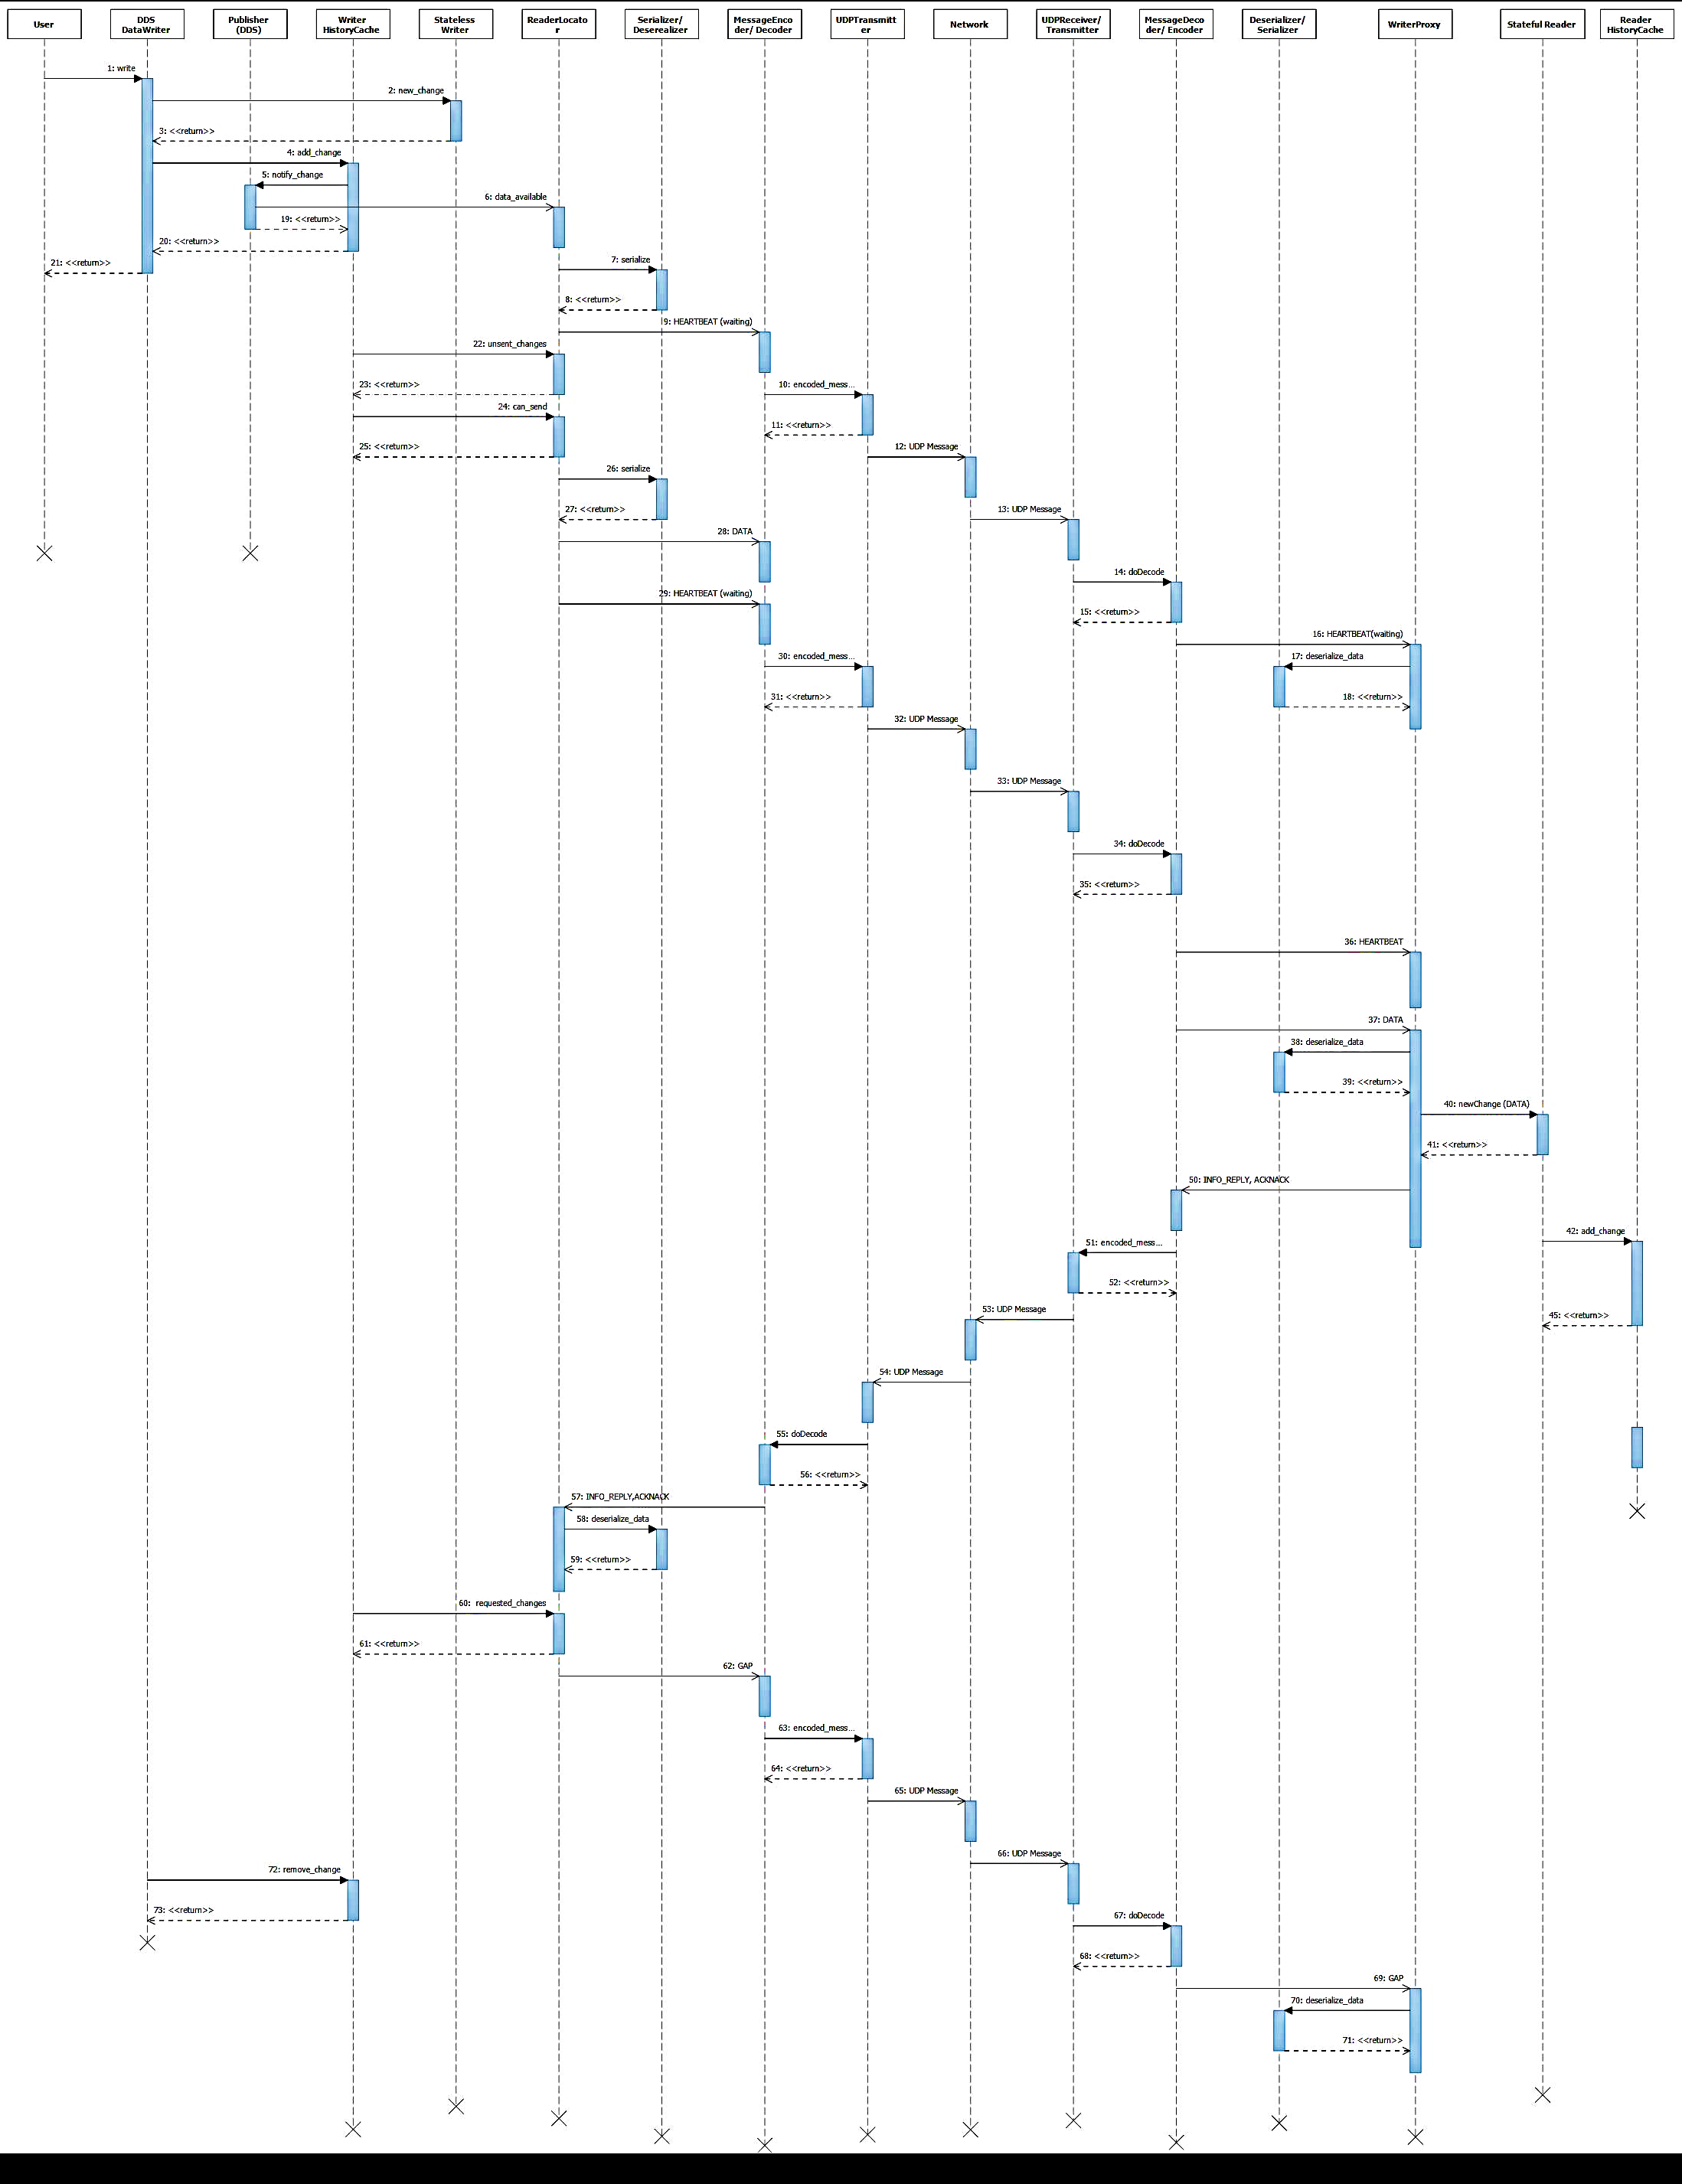 User
DDS
DataWriter
Publisher
(DDS)
Writer
HistoryCache
Stateless
Writer
ReaderLocato
r
Serializer/
Deserealizer
MessageEnco
der/ Decoder
UDPTransmitt
er
Network
UDPReceiver/
Transmitter
MessageDeco
der/ Encoder
Deserializer/
Serializer
WriterProxy
Stateful Reader
Reader
HistoryCache
1: write
2: new_change
3: <<return>>
4: add_change
5: notify_change
6: data_available
19: <<return>>
20: <<return>>
21: <<return>>
7: serialize
8: <<return>>
9: HEARTBEAT (waiting)
22: unsent_changes
23: <<return>>
10: encoded_mess...
24: can_send
11: <<return>>
25: <<return>>
12: UDP Message
26: serialize
27: <<return>>
13: UDP Message
28: DATA
14: doDecode
29: HEARTBEAT (waiting)
15: <<return>>
16: HEARTBEAT(waiting)
30: encoded_mess...
17: deserialize_data
31: <<return>>
18: <<return>>
32: UDP Message
33: UDP Message
34: doDecode
35: <<return>>
36: HEARTBEAT
37: DATA
38: deserialize_data
39: <<return>>
40: newChange (DATA)
41: <<return>>
50: INFO_REPLY, ACKNACK
42: add_change
51: encoded_mess...
52: <<return>>
53: UDP Message
45: <<return>>
54: UDP Message
55: doDecode
56: <<return>>
57: INFO_REPLY,ACKNACK
58: deserialize_data
59: <<return>>
60: requested_changes
61: <<return>>
62: GAP
63: encoded_mess...
64: <<return>>
65: UDP Message
66: UDP Message
72: remove_change
73: <<return>>
67: doDecode
68: <<return>>
69: GAP
70: deserialize_data
71: <<return>>